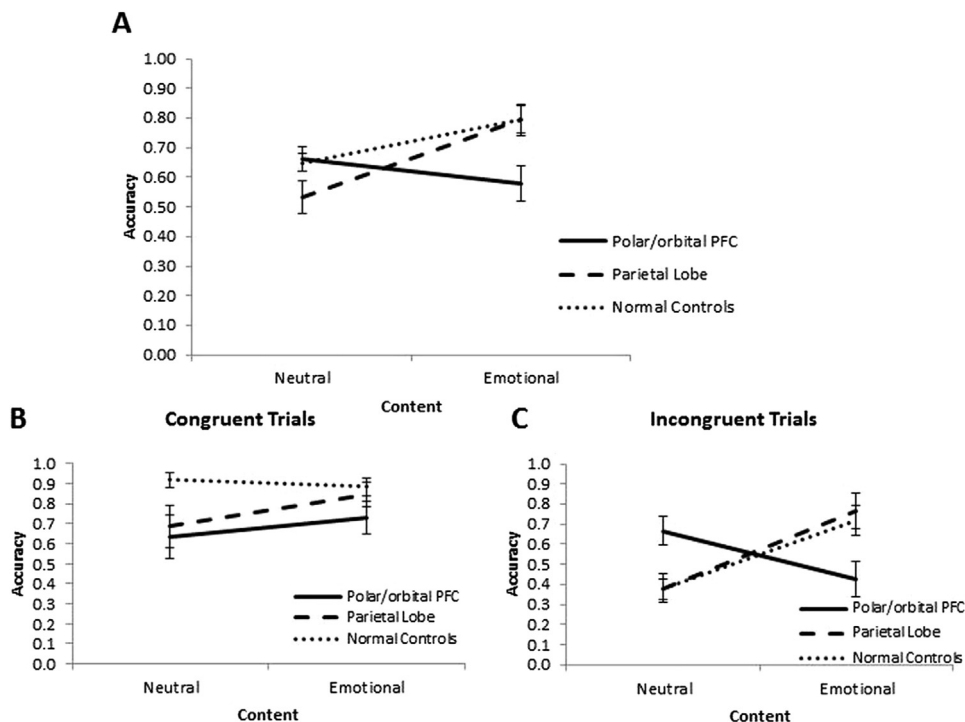 A
1.00
0.90
0.80
0.70
0.60
0.50
0.40
0.30
0.20
0.10
0.00
Accuracy
Polar/orbital PFC
Parietal Lobe
Normal Controls
Neutral Emotional
Content
B Congruent Trials
1.0
0.9
0.8
0.7
0.6
0.5
0.4
0.3
0.2
0.1
0.0
Accuracy
Polar/orbital PFC
Parietal Lobe
Normal Controls
Neutral Emotional
Content
C Incongruent Trials
1.0
0.9
0.8
0.7
0.6
0.5
0.4
0.3
0.2
0.1
0.0
Accuracy
Polar/orbital PFC
Parietal Lobe
Normal Controls
Neutral Emotional
Content